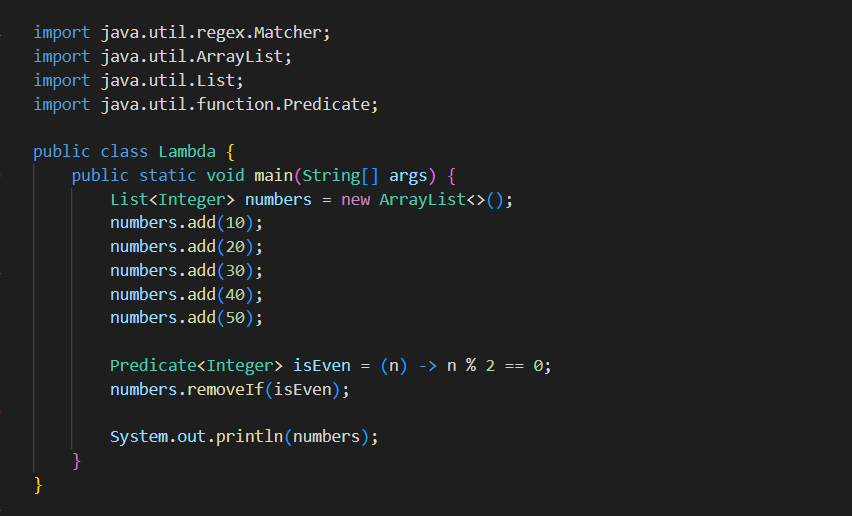 import java.util.regex.Matcher;
import java.util.ArrayList;
import java.util.List;
import java.util.function.Predicate;

public class Lambda {
    public static void main(String[] args) {
        List<Integer> numbers = new ArrayList<>();
        numbers.add(10);
        numbers.add(20);
        numbers.add(30);
        numbers.add(40);
        numbers.add(50);

        Predicate<Integer> isEven = (n) -> n % 2 == 0;
        numbers.removeIf(isEven);

        System.out.println(numbers);
    }
}